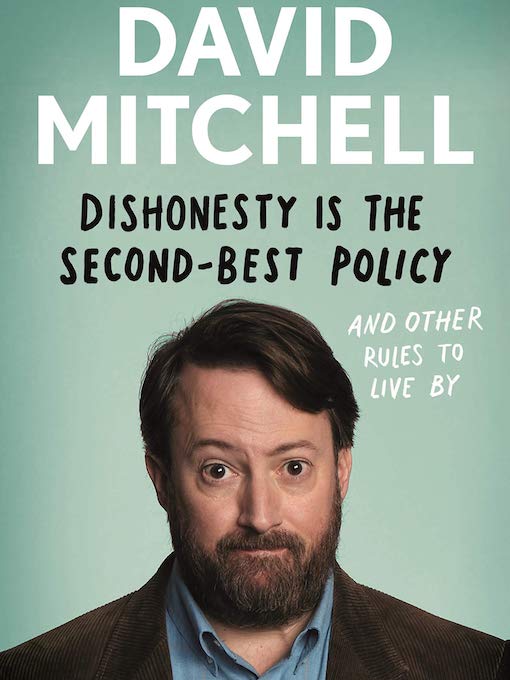 DAVID
MITCHELL
DISHONESTY IS THE
SECOND-BEST POLICY
AND OTHER
RULES TO
LIVE BY